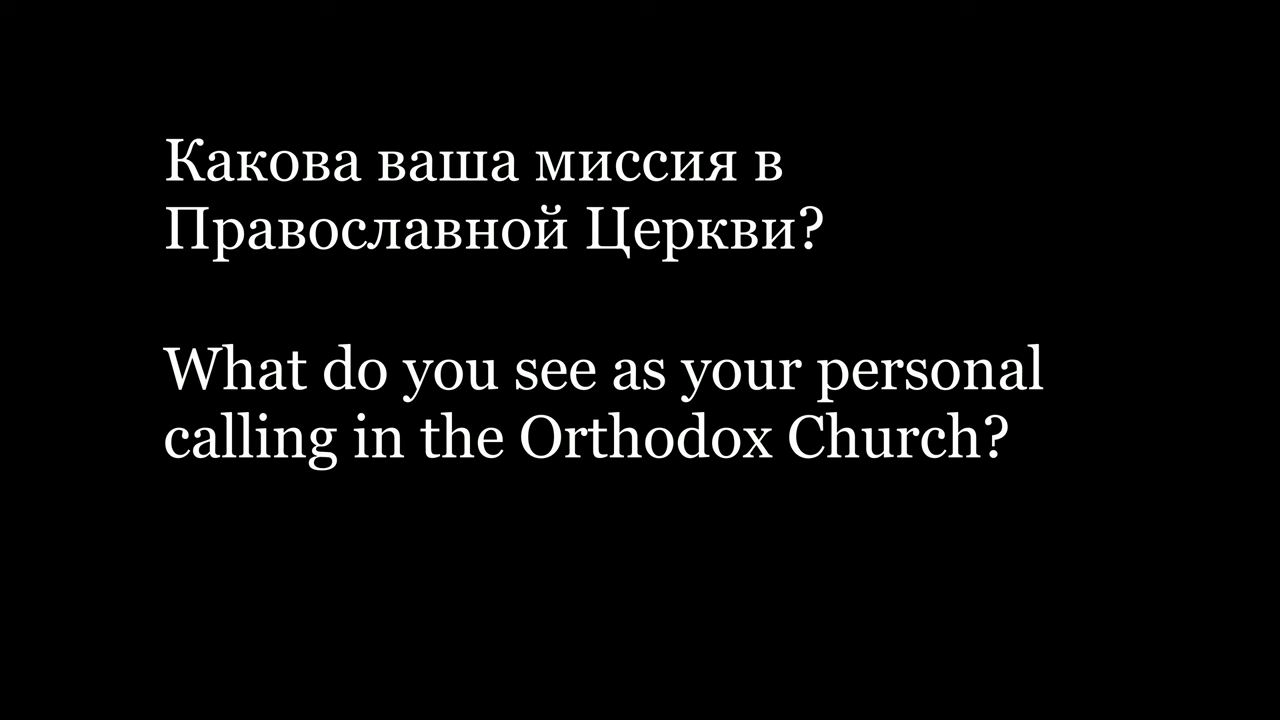 Какова ваша миссия в
Православной Церкви?
What do you see as your personal
calling in the Orthodox Church?